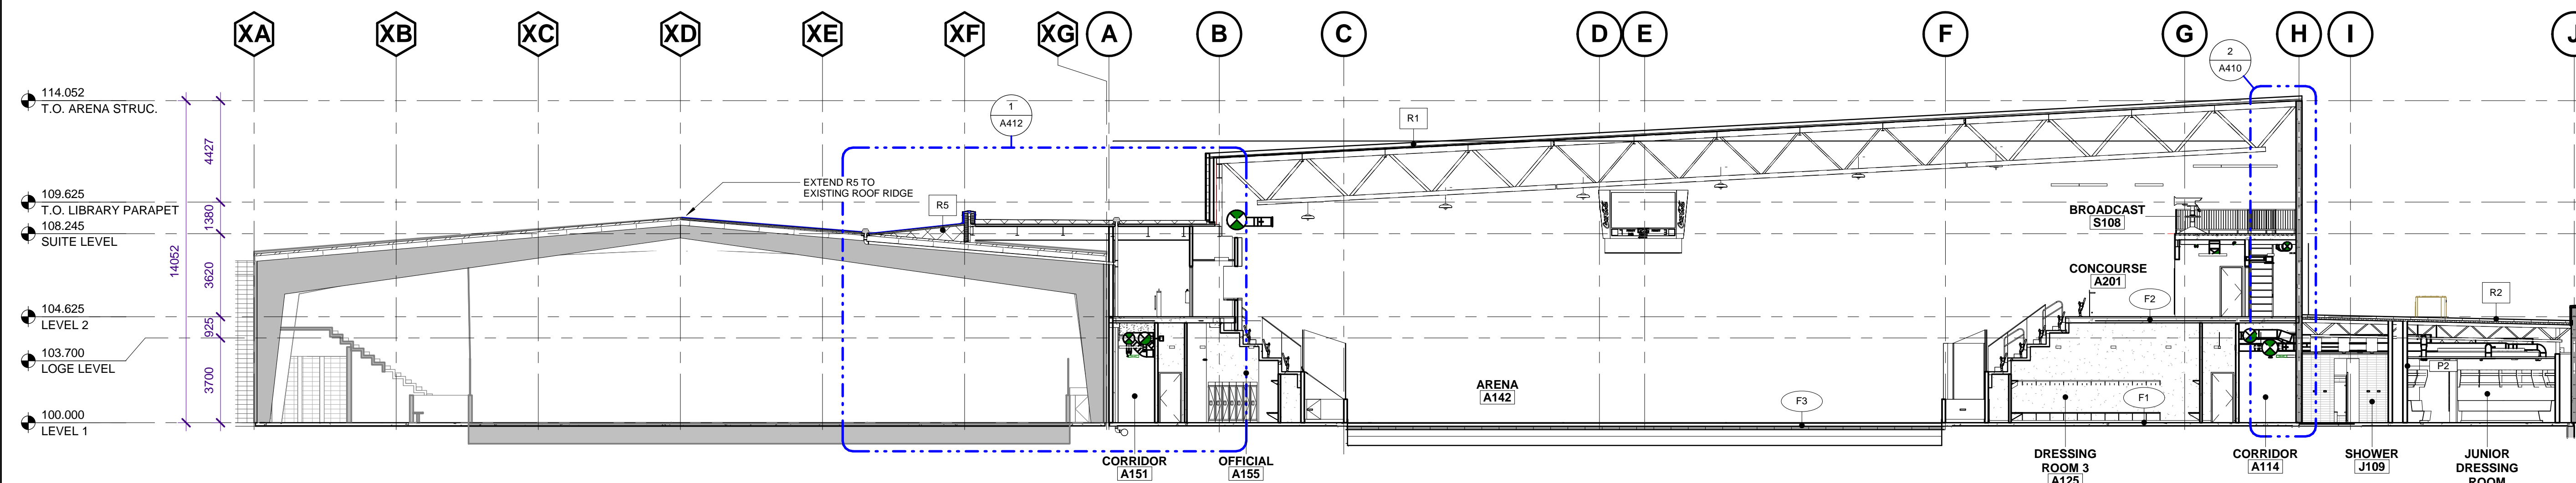 XA XB XC XD XE XF XG A B C D E F G H I J
2
A410
114.052
T.O. ARENA STRUC.
1
A412
R1
4427
EXTEND R5 TO
EXISTING ROOF RIDGE
109.625
T.O. LIBRARY PARAPET
R5
1380
BROADCAST
S108
108.245
SUITE LEVEL
14052
3620
CONCOURSE
A201
F2
R2
104.625
LEVEL 2
925
103.700
LOGE LEVEL
P2
3700
ARENA
A142
F3
F1
100.000
LEVEL 1
CORRIDOR
A151
OFFICIAL
A155
DRESSING
ROOM 3
A125
CORRIDOR
A114
SHOWER
J109
JUNIOR
DRESSING
ROOM